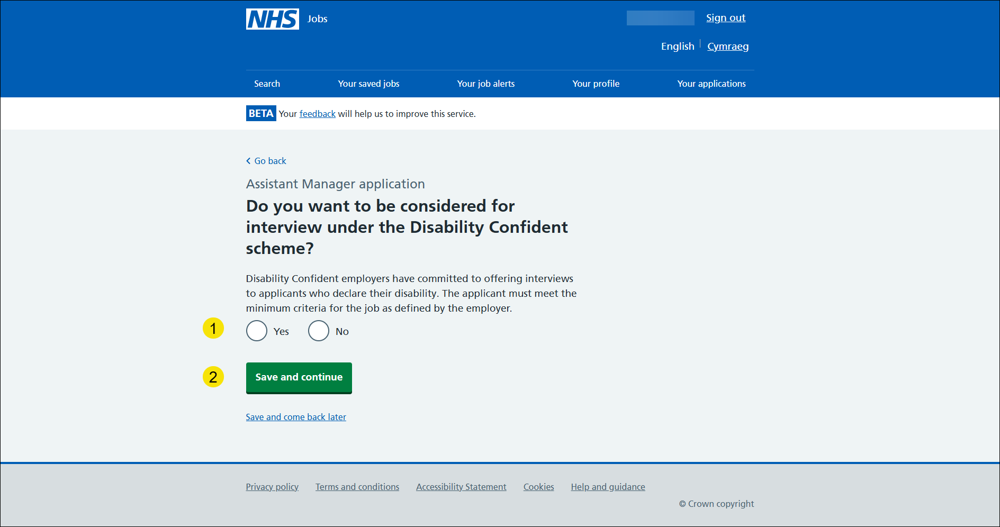 NHS Jobs
Sign out
English Cymraeg
Search Your saved jobs Your job alerts Your profile Your applications
BETA Your feedback will help us to improve this service.
Go back
Assistant Manager application
Do you want to be considered for
interview under the Disability Confident
scheme?
Disability Confident employers have committed to offering interviews
to applicants who declare their disability. The applicant must meet the
minimum criteria for the job as defined by the employer.
1 Yes No
2 Save and continue
Save and come back later
Privacy policy Terms and conditions Accessibility Statement Cookies Help and guidance
© Crown copyright